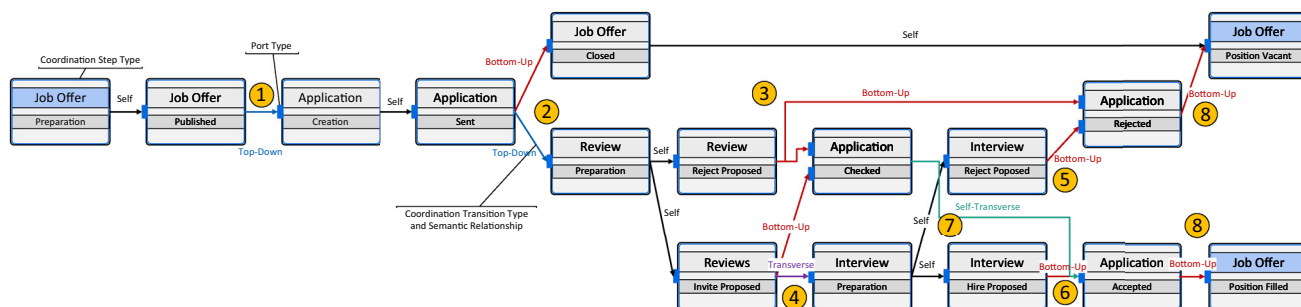 Coordination Step Type
Job Offer
Preparation
Self
Job Offer
Published
Port Type
1
Top-Down
Application
Creation
Self
Application
Sent
Bottom-Up
2
Top-Down
Coordination Transition Type
and Semantic Relationship
Job Offer
Closed
Self
Job Offer
Position Vacant
Review
Preparation
Self
Self
Review
Reject Proposed
3
Bottom-Up
Application
Checked
Interview
Reject Poposed
5
Bottom-Up
Application
Rejected
Bottom-Up
8
Reviews
Invite Proposed
Bottom-Up
Transverse
4
Interview
Preparation
Self
Self
7
Self-Transverse
Interview
Hire Proposed
Bottom-Up
6
Application
Accepted
8
Bottom-Up
Job Offer
Position Filled